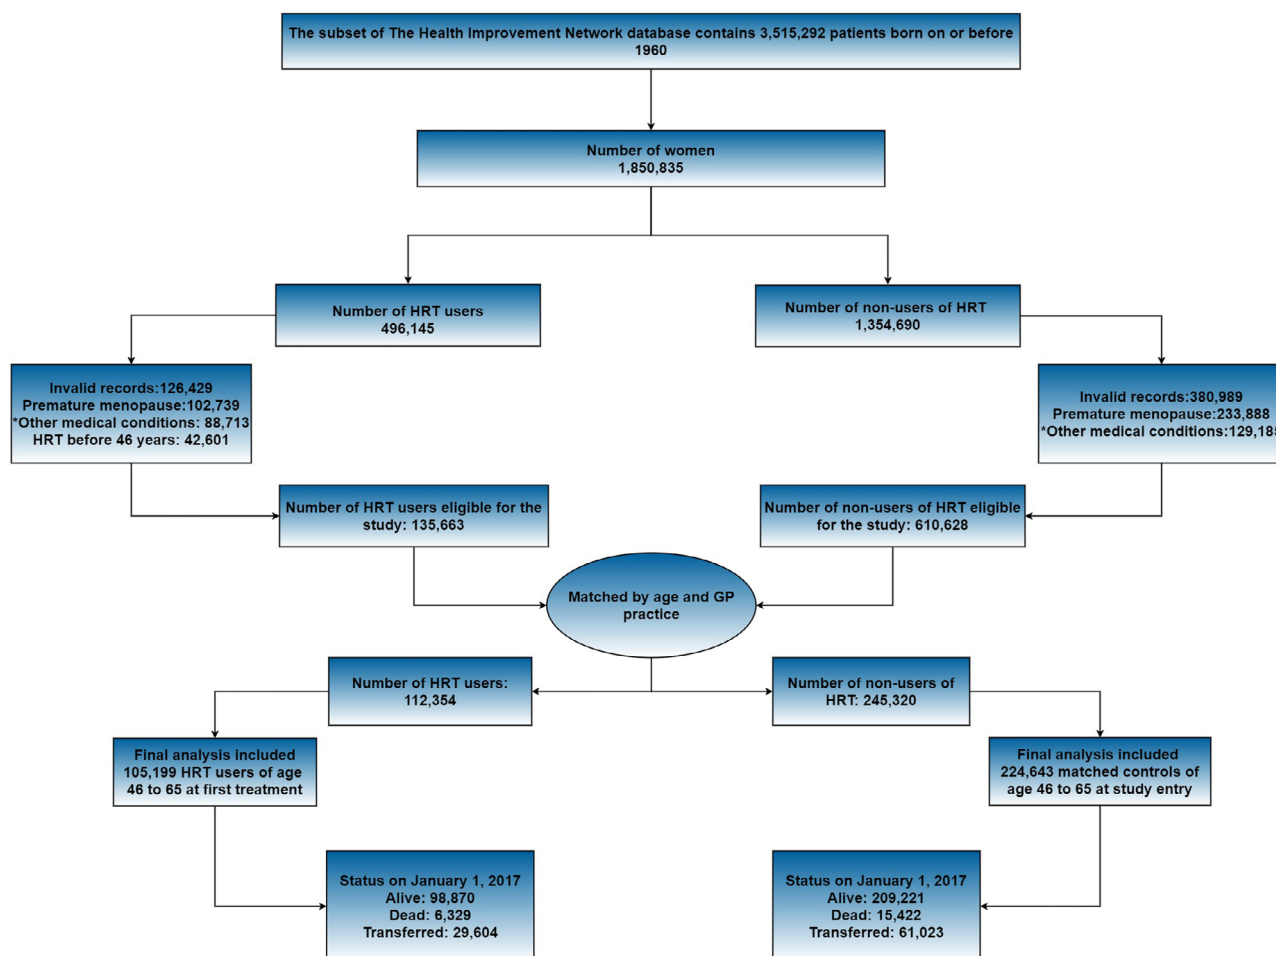 The subset of The Health Improvement Network database contains 3,515,292 patients born on or before
1960
Number of women
1,850,835
Number of HRT users
496,145
Number of non-users of HRT
1,354,690
Invalid records:126,429
Premature menopause:102,739
*Other medical conditions: 88,713
HRT before 46 years: 42,601
Invalid records:380,989
Premature menopause:233,888
*Other medical conditions:129,185
Number of HRT users eligible for the
study: 135,663
Number of non-users of HRT eligible
for the study: 610,628
Matched by age and GP
practice
Number of HRT users:
112,354
Number of non-users of
HRT: 245,320
Final analysis included
105,199 HRT users of age
46 to 65 at first treatment
Final analysis included
224,643 matched controls of
age 46 to 65 at study entry
Status on January 1, 2017
Alive: 98,870
Dead: 6,329
Transferred: 29,604
Status on January 1, 2017
Alive: 209,221
Dead: 15,422
Transferred: 61,023